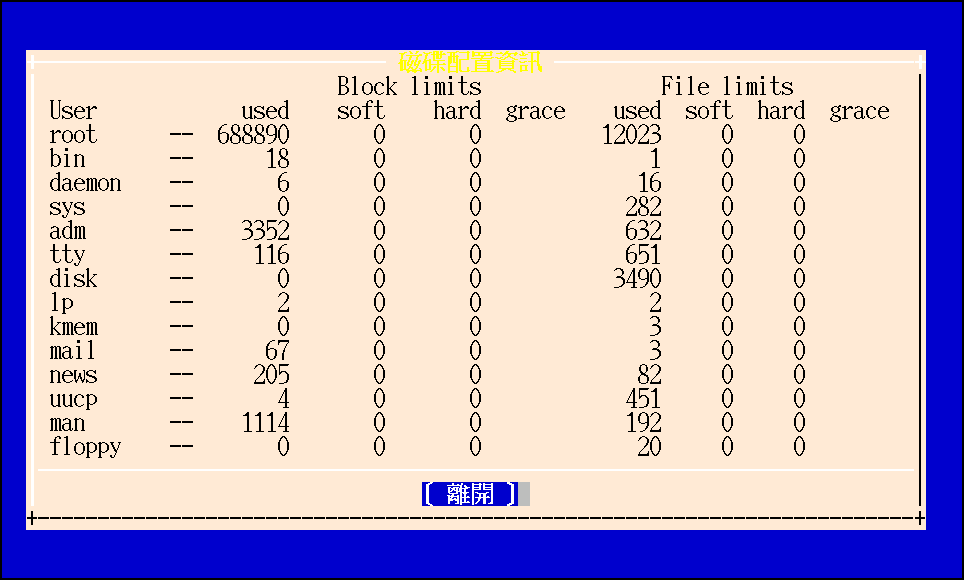 磁碟配置資訊
Block limits File limits
User used soft hard grace used soft hard grace
root -- 688890 0 0 12023 0 0
bin -- 18 0 0 1 0 0
daemon -- 6 0 0 16 0 0
sys -- 0 0 0 282 0 0
adm -- 3352 0 0 632 0 0
tty -- 116 0 0 651 0 0
disk -- 0 0 0 3490 0 0
lp -- 2 0 0 2 0 0
kmem -- 0 0 0 3 0 0
mail -- 67 0 0 3 0 0
news -- 205 0 0 82 0 0
uucp -- 4 0 0 451 0 0
man -- 1114 0 0 192 0 0
floppy -- 0 0 0 20 0 0
[ 離開 ]